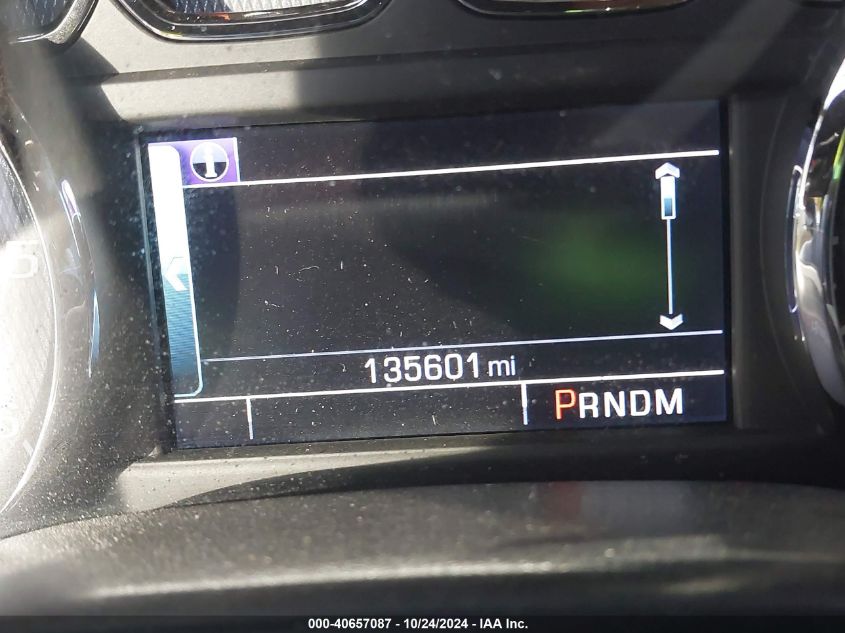 135601 mi
PRNDM
000-40657087 - 10/24/2024 - IAA Inc.